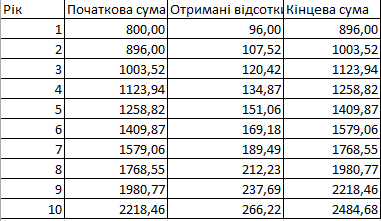 Рік Початкова сума Отримані відсотки Кінцева сума
1 800,00 96,00 896,00
2 896,00 107,52 1003,52
3 1003,52 120,42 1123,94
4 1123,94 134,87 1258,82
5 1258,82 151,06 1409,87
6 1409,87 169,18 1579,06
7 1579,06 189,49 1768,55
8 1768,55 212,23 1980,77
9 1980,77 237,69 2218,46
10 2218,46 266,22 2484,68